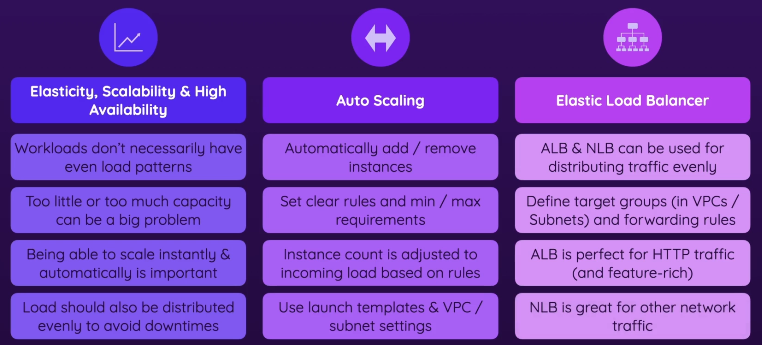 Elasticity, Scalability & High
Availability
Workloads don't necessarily have
even load patterns
Too little or too much capacity
can be a big problem
Being able to scale instantly &
automatically is important
Load should also be distributed
evenly to avoid downtimes
Auto Scaling
Automatically add / remove
instances
Set clear rules and min / max
requirements
Instance count is adjusted to
incoming load based on rules
Use launch templates & VPC /
subnet settings
Elastic Load Balancer
ALB & NLB can be used for
distributing traffic evenly
Define target groups (in VPCs /
Subnets) and forwarding rules
ALB is perfect for HTTP traffic
(and feature-rich)
NLB is great for other network
traffic